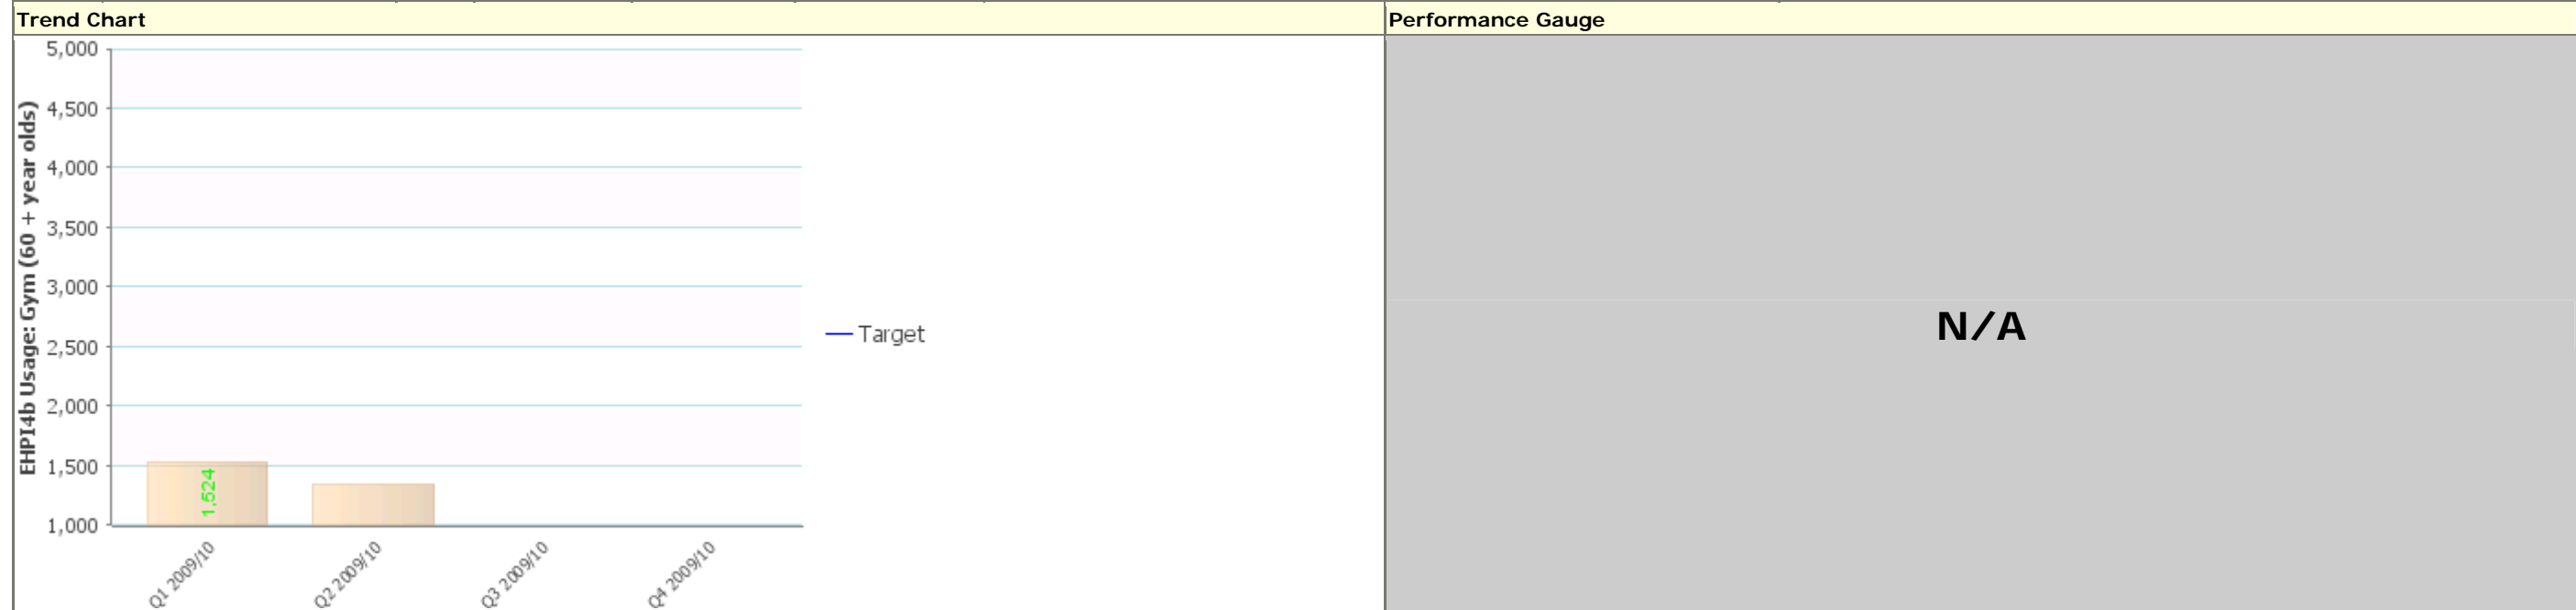 Trend Chart
Performance Gauge
EHPI4b Usage: Gym (60 + year olds)
5,000
4,500
4,000
3,500
3,000
2,500
2,000
1,500
1,000
1,524
Q1 2009/10
Q2 2009/10
Q3 2009/10
Q4 2009/10
Target
N/A